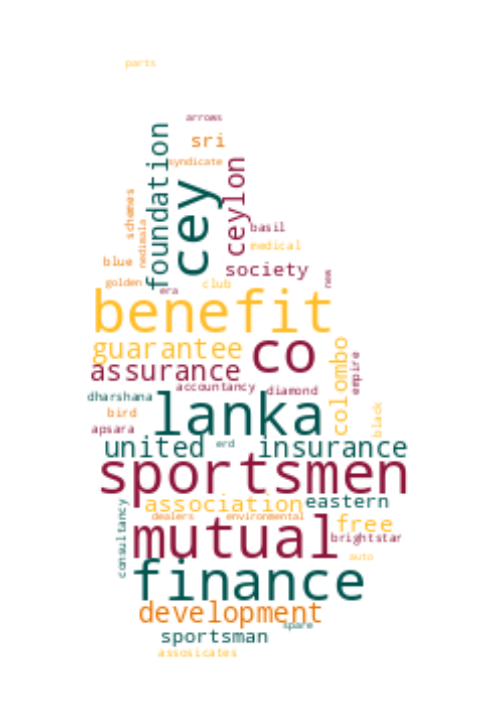 parts
arrows
sri
syndicate
foundation
cey
ceylon
schemes
nedimala
basil
medical
blue
society
golden
era
club
new
benefit
guarantee
co
colombo
empire
assurance
accountancy
diamond
dharshana
lanka
bird
black
apsara
united
erd
insurance
sportsmen
association
eastern
consultancy
dealers
environmental
free
mutual
brightstar
auto
finance
development
spare
sportsman
assosicates